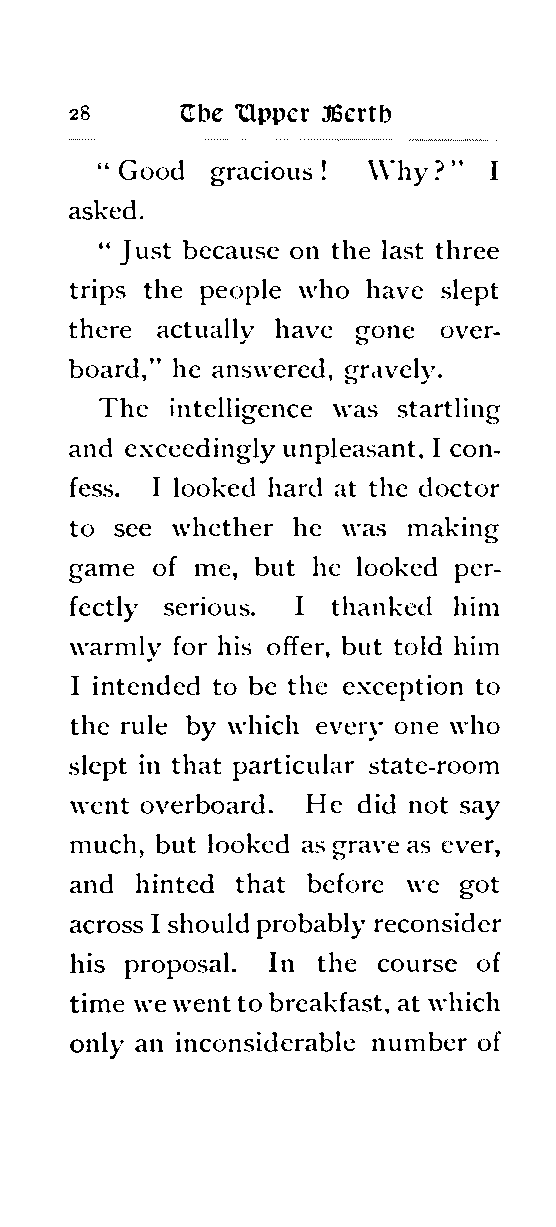 28 The Upper Berth
“ Good gracious ! Why ? ” I
asked.
“ Just because on the last three
trips the people who have slept
there actually have gone over-
board,” he answered, gravely.
The intelligence was startling
and exceedingly unpleasant, I con-
fess. I looked hard at the doctor
to see whether he was making
game of me, but he looked per-
fectly serious. I thanked him
warmly for his offer, but told him
I intended to be the exception to
the rule by which every one who
slept in that particular state-room
went overboard. He did not say
much, but looked as grave as ever,
and hinted that before we got
across I should probably reconsider
his proposal. In the course of
time we went to breakfast, at which
only an inconsiderable number of